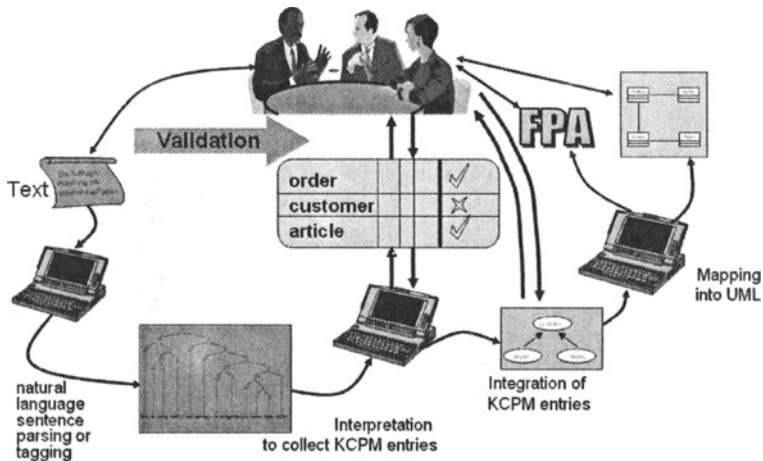 Validation
FPA
Text
order
customer
article
Mapping
into UML
natural
language
sentence
parsing or
tagging
Interpretation
to collect KCPM entries
Integration of
KCPM entries